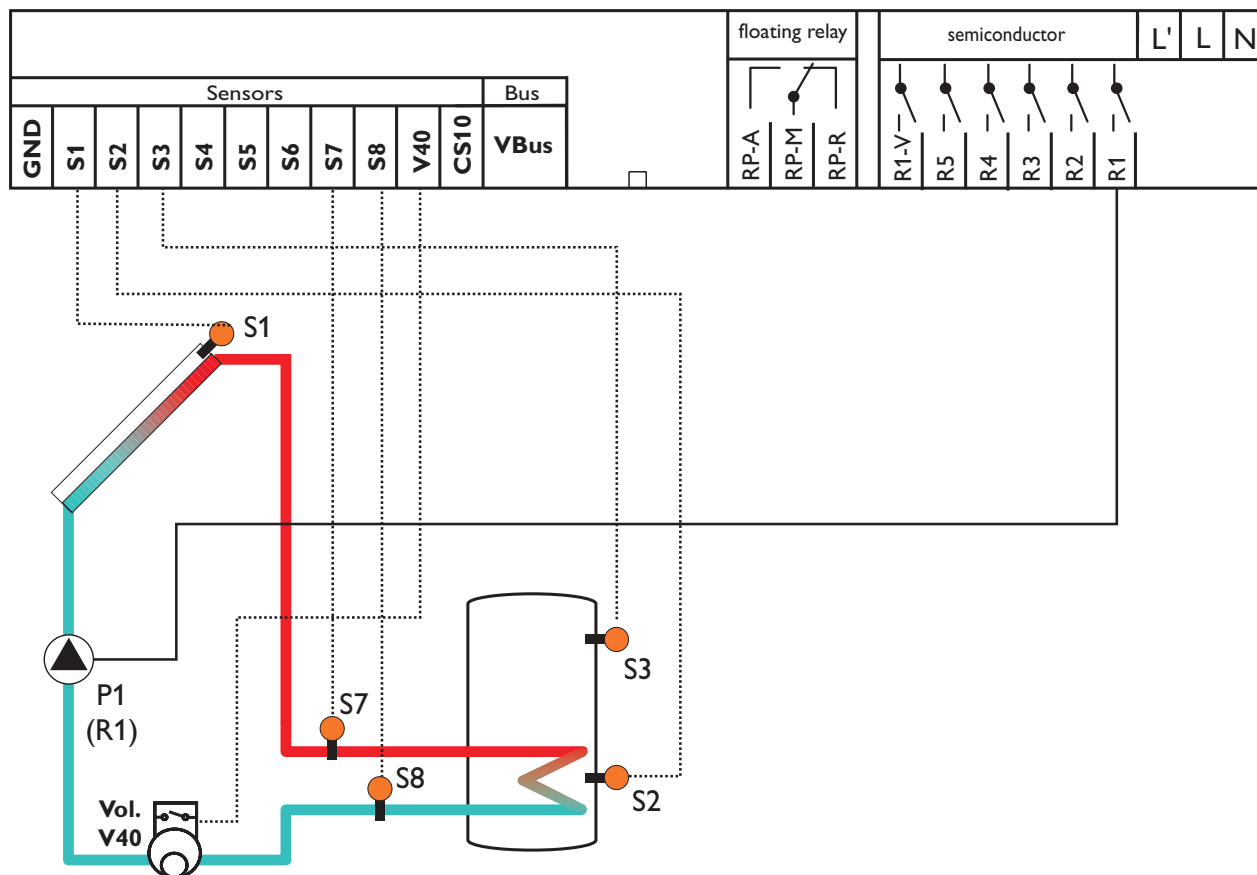 floating relay
semiconductor
L' L N
Sensors
Bus
GND S1 S2 S3 S4 S5 S6 S7 S8 V40 CS10 VBus
RP-A RP-M RP-R
R1-V R5 R4 R3 R2 R1
S1
S3
P1
(R1)
S7
S8
S2
Vol.
V40